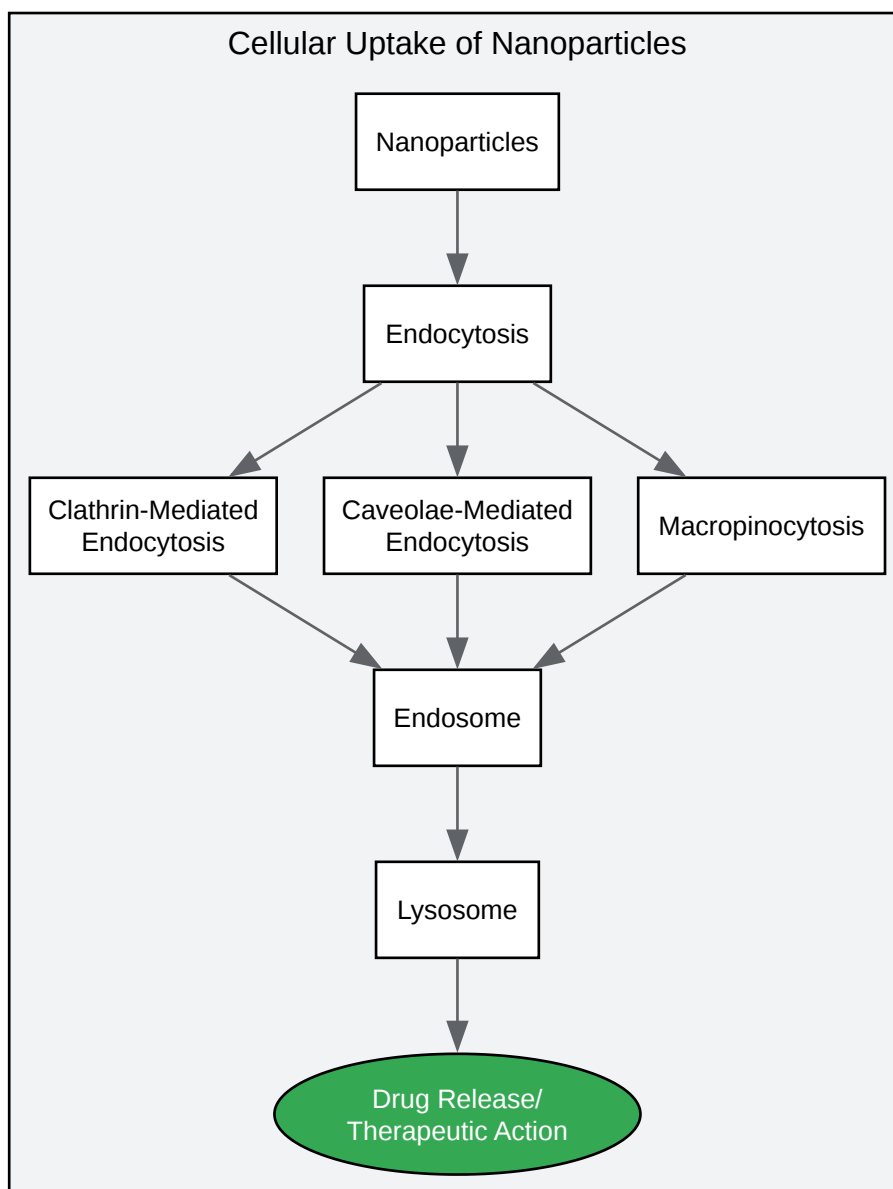 Cellular Uptake of Nanoparticles
Nanoparticles
Endocytosis
Clathrin-Mediated
Endocytosis
Caveolae-Mediated
Endocytosis
Macropinocytosis
Endosome
Lysosome
Drug Release/
Therapeutic Action